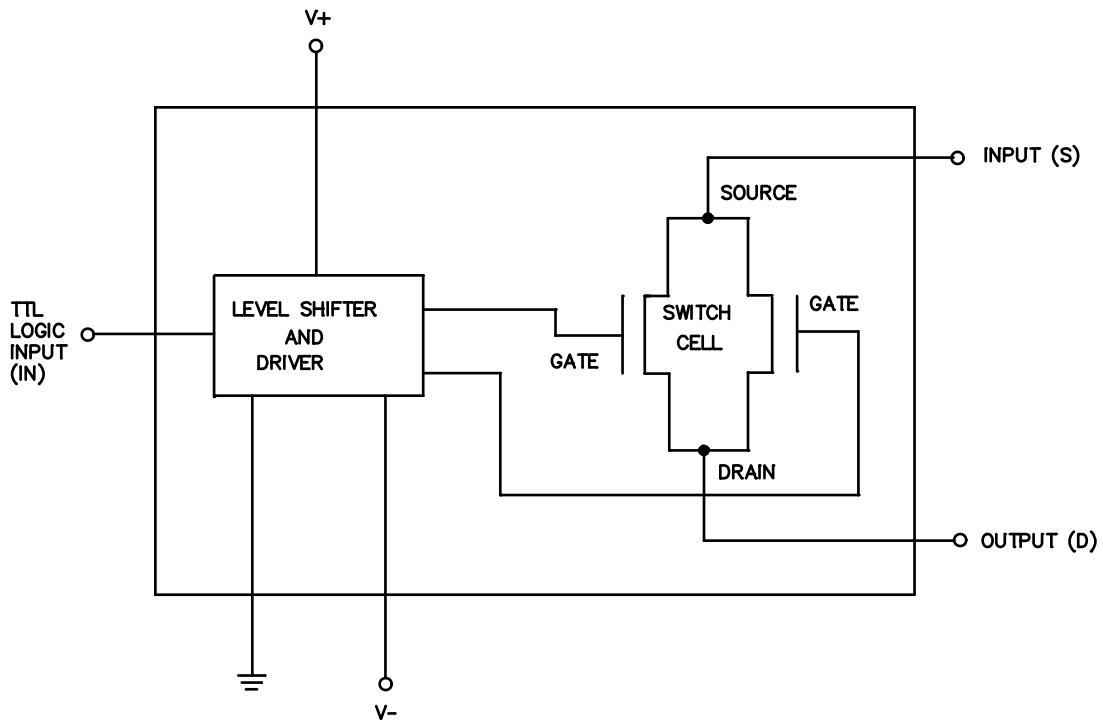 V+
INPUT (S)
SOURCE
TTL
LOGIC
INPUT
(IN)
LEVEL SHIFTER
AND
DRIVER
GATE
SWITCH
CELL
GATE
DRAIN
OUTPUT (D)
V-